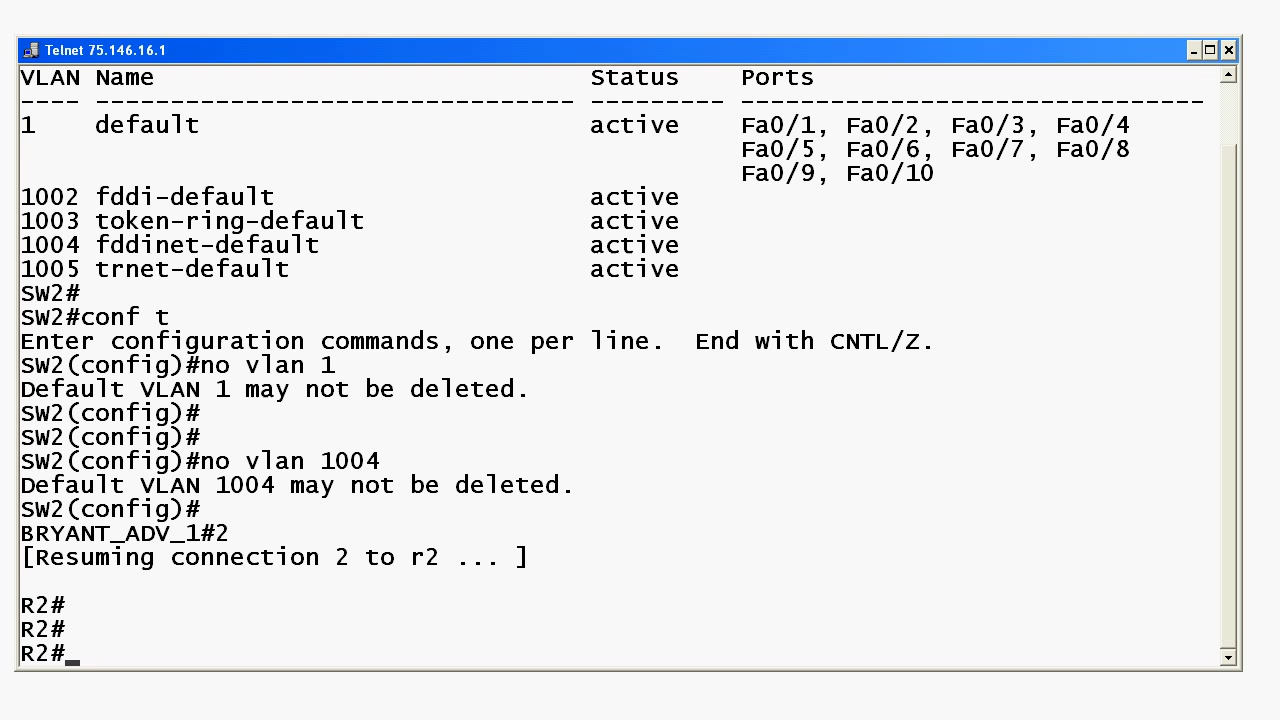 Telnet 75.146.16.1
VLAN Name                             Status    Ports
---- -------------------------------- --------- -------------------------------
1    default                          active    Fa0/1, Fa0/2, Fa0/3, Fa0/4
                                                Fa0/5, Fa0/6, Fa0/7, Fa0/8
                                                Fa0/9, Fa0/10
1002 fddi-default                     active
1003 token-ring-default               active
1004 fddinet-default                  active
1005 trnet-default                    active
SW2#
SW2#conf t
Enter configuration commands, one per line.  End with CNTL/Z.
SW2(config)#no vlan 1
Default VLAN 1 may not be deleted.
SW2(config)#
SW2(config)#
SW2(config)#no vlan 1004
Default VLAN 1004 may not be deleted.
SW2(config)#
BRYANT_ADV_1#2
[Resuming connection 2 to r2 ... ]
R2#
R2#
R2#